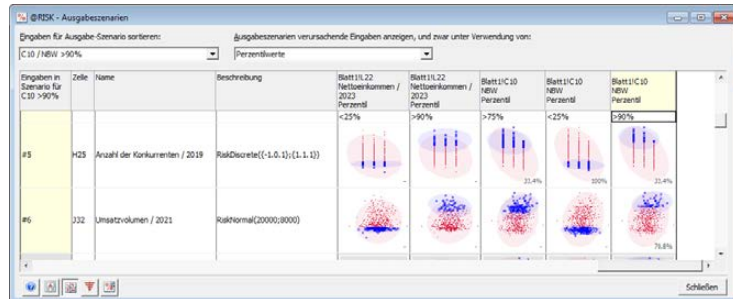 @RISK - Ausgabeszenarien
Eingaben für Ausgabe-Szenario sortieren:
Ausgabeszenarien verursachende Eingaben anzeigen, und zwar unter Verwendung von:
C10 / NBW >90%
Perzentilwerte
Eingaben in
Szenario für
C10 >90%
Zelle
Name
Beschreibung
Blatt1!L22
Nettoeinkommen /
2023
Perzentil
Blatt1!L22
Nettoeinkommen /
2023
Perzentil
Blatt1!C10
NBW
Perzentil
Blatt1!C10
NBW
Perzentil
Blatt1!C10
NBW
Perzentil
<25%
>90%
>75%
<25%
>90%
#5
H25
Anzahl der Konkurrenten / 2019
RiskDiscrete({-1.0.1};{1.1.1})
-
-
21.4%
100%
21.4%
#6
J32
Umsatzvolumen / 2021
RiskNormal(20000;8000)
-
-
-
-
76.8%
Schließen